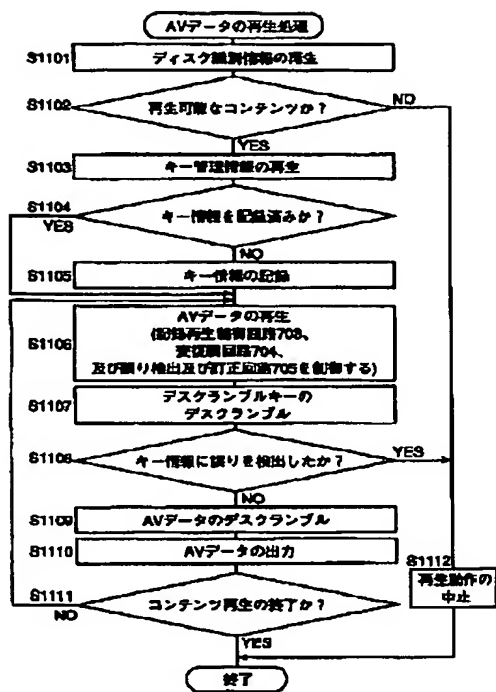 AVデータの再生処理
S1101
ディスク識別情報の再生
S1102
再生可能なコンテンツか?
NO
YES
S1103
キー管理情報の再生
S1104
キー情報を記録済みか?
YES
NO
S1105
キー情報の記録
S1106
AVデータの再生
(記録再生制御回路703、
変復調回路704、
及び誤り検出及び訂正回路705を制御する)
S1107
デスクランブルキーの
デスクランブル
S1108
キー情報に誤りを検出したか?
YES
NO
S1109
AVデータのデスクランブル
S1110
AVデータの出力
S1111
コンテンツ再生の終了か?
NO
YES
S1112
再生動作の
中止
終了